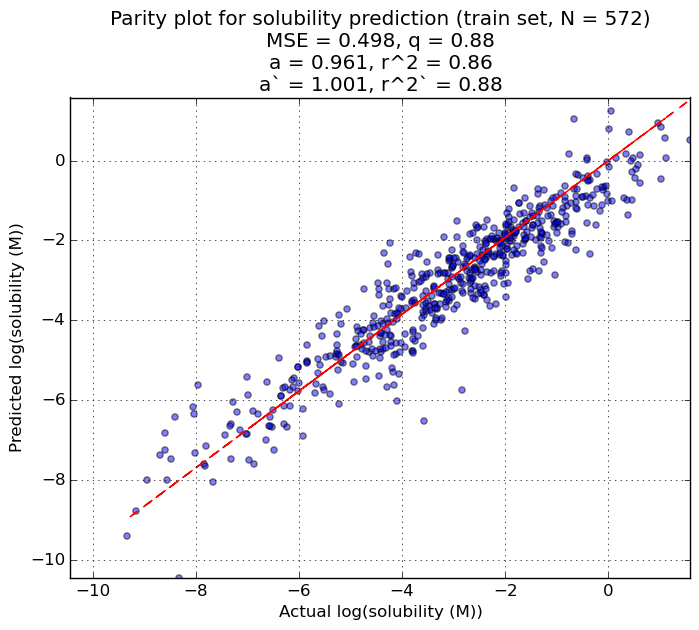 Parity plot for solubility prediction (train set, N = 572)
MSE = 0.498, q = 0.88
a = 0.961, r^2 = 0.86
a` = 1.001, r^2` = 0.88
Predicted log(solubility (M))
0
−2
−4
−6
−8
−10
−10 −8 −6 −4 −2 0
Actual log(solubility (M))